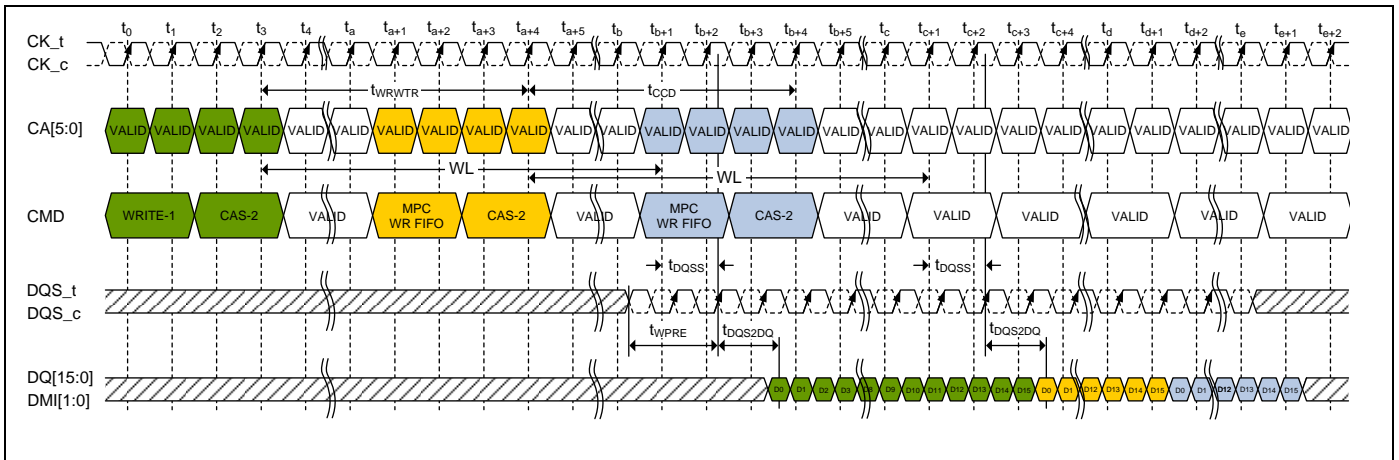 t0 t1 t2 t3 t4 ta ta+1 ta+2 ta+3 ta+4 ta+5 tb tb+1 tb+2 tb+3 tb+4 tb+5 tc tc+1 tc+2 tc+3 tc+4 td td+1 td+2 te te+1 te+2
CK_t
CK_c
tWRWTR tCCD
CA[5:0] VALID VALID VALID VALID VALID VALID VALID VALID VALID VALID VALID VALID VALID VALID VALID VALID VALID VALID VALID VALID VALID VALID VALID VALID VALID VALID VALID VALID
WL WL
CMD WRITE-1 CAS-2 VALID MPC WR FIFO CAS-2 VALID MPC WR FIFO CAS-2 VALID VALID VALID VALID VALID VALID
tDQSS tDQSS
DQS_t
DQS_c
tWPRE tDQS2DQ tDQS2DQ
DQ[15:0]
DMI[1:0]
D0 D1 D2 D3 D8 D9 D10 D11 D12 D13 D14 D15 D0 D1 D12 D13 D14 D15 D0 D1 D12 D13 D14 D15